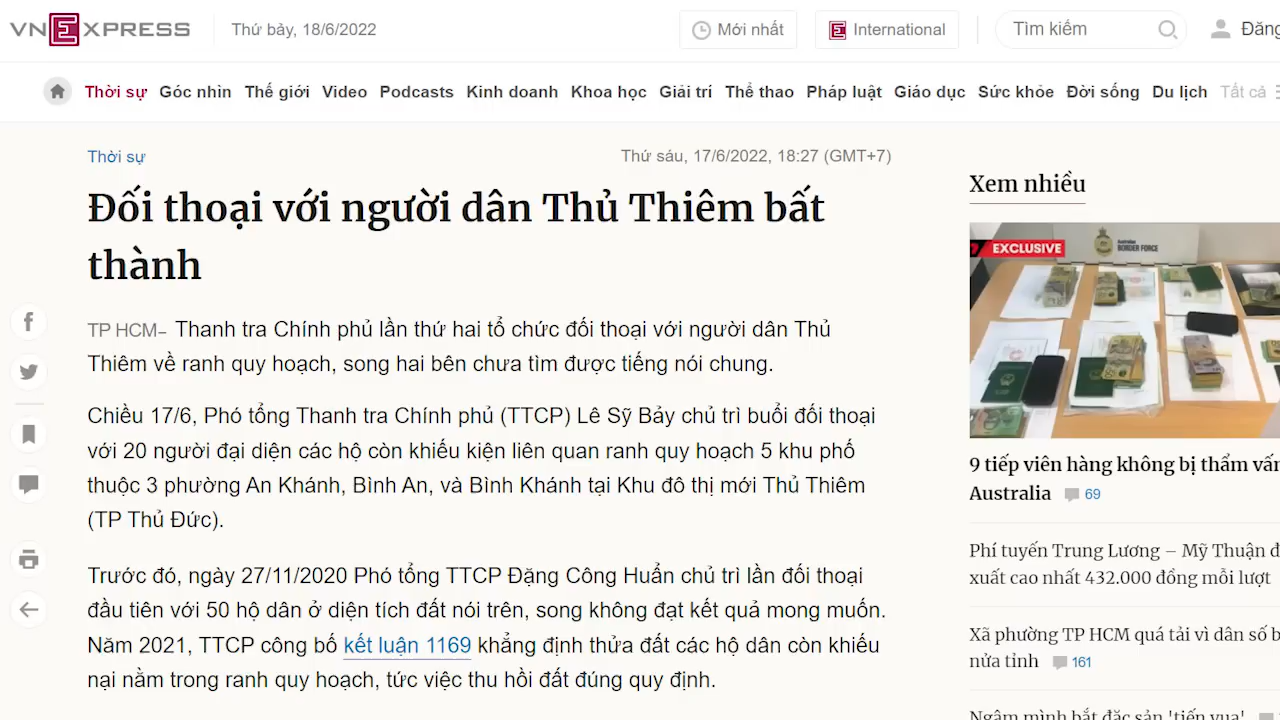 VNEXPRESS
Thứ bảy, 18/6/2022
Mới nhất
International
Tìm kiếm
Đăng
Thời sự Góc nhìn Thế giới Video Podcasts Kinh doanh Khoa học Giải trí Thể thao Pháp luật Giáo dục Sức khỏe Đời sống Du lịch Tất cả
Thời sự
Thứ sáu, 17/6/2022, 18:27 (GMT+7)
Đối thoại với người dân Thủ Thiêm bất
thành
TP HCM– Thanh tra Chính phủ lần thứ hai tổ chức đối thoại với người dân Thủ
Thiêm về ranh quy hoạch, song hai bên chưa tìm được tiếng nói chung.
Chiều 17/6, Phó tổng Thanh tra Chính phủ (TTCP) Lê Sỹ Bảy chủ trì buổi đối thoại
với 20 người đại diện các hộ còn khiếu kiện liên quan ranh quy hoạch 5 khu phố
thuộc 3 phường An Khánh, Bình An, và Bình Khánh tại Khu đô thị mới Thủ Thiêm
(TP Thủ Đức).
Trước đó, ngày 27/11/2020 Phó tổng TTCP Đặng Công Huẩn chủ trì lần đối thoại
đầu tiên với 50 hộ dân ở diện tích đất nói trên, song không đạt kết quả mong muốn.
Năm 2021, TTCP công bố kết luận 1169 khẳng định thửa đất các hộ dân còn khiếu
nại nằm trong ranh quy hoạch, tức việc thu hồi đất đúng quy định.
Xem nhiều
EXCLUSIVE
Australian
BORDER FORCE
9 tiếp viên hàng không bị thẩm vấn
Australia 69
Phí tuyến Trung Lương – Mỹ Thuận đ
xuất cao nhất 432.000 đồng mỗi lượt
Xã phường TP HCM quá tải vì dân số b
nửa tỉnh 161
Ngâm mình bắt đặc sản 'tiến vua'